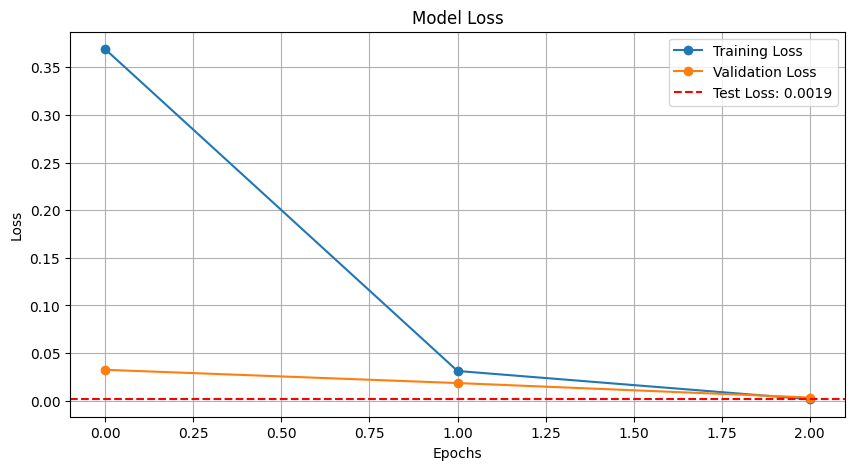 Model Loss
Training Loss
Validation Loss
Test Loss: 0.0019
Loss
0.35
0.30
0.25
0.20
0.15
0.10
0.05
0.00
0.00 0.25 0.50 0.75 1.00 1.25 1.50 1.75 2.00
Epochs